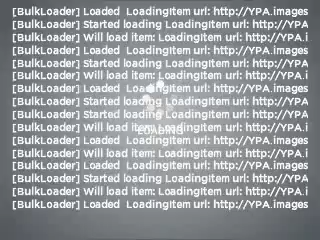 [BulkLoader] Loaded  LoadingItem url: http://YPA.images
[BulkLoader] Started loading LoadingItem url: http://YPA
[BulkLoader] Will load item: LoadingItem url: http://YPA.i
[BulkLoader] Loaded  LoadingItem url: http://YPA.images
[BulkLoader] Started loading LoadingItem url: http://YPA
[BulkLoader] Will load item: LoadingItem url: http://YPA.i
[BulkLoader] Loaded  LoadingItem url: http://YPA.images
[BulkLoader] Started loading LoadingItem url: http://YPA
[BulkLoader] Started loading LoadingItem url: http://YPA
[BulkLoader] Will load item: LoadingItem url: http://YPA.i
LOADING
[BulkLoader] Loaded  LoadingItem url: http://YPA.images
[BulkLoader] Will load item: LoadingItem url: http://YPA.i
[BulkLoader] Loaded  LoadingItem url: http://YPA.images
[BulkLoader] Started loading LoadingItem url: http://YPA
[BulkLoader] Will load item: LoadingItem url: http://YPA.i
[BulkLoader] Loaded  LoadingItem url: http://YPA.images